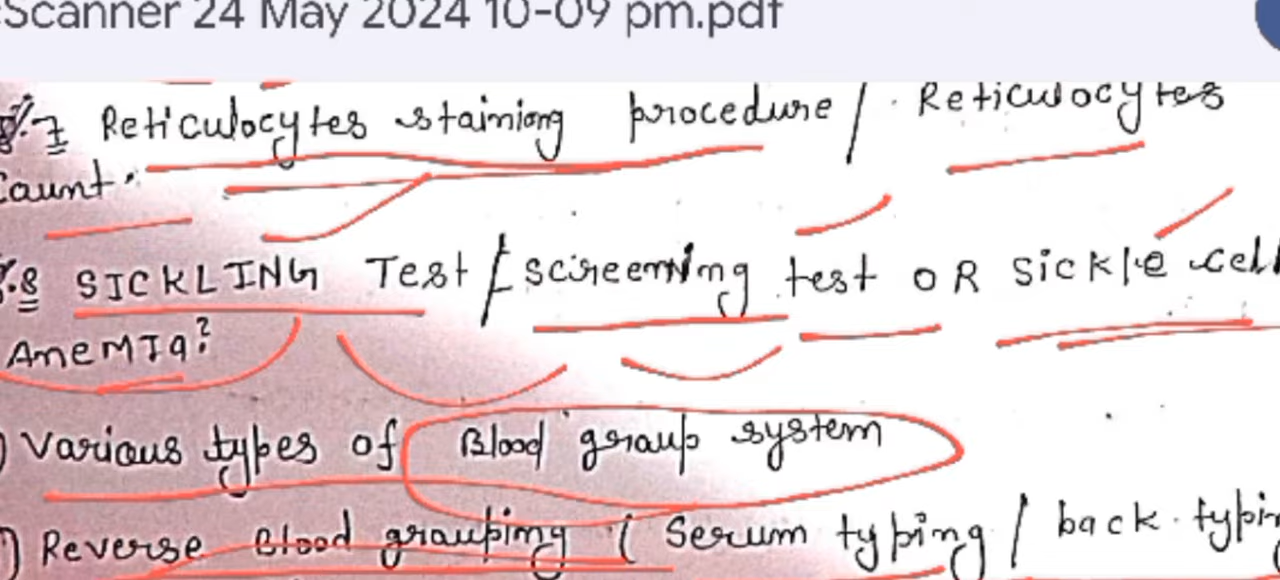 Scanner 24 May 2024 10-09 pm.pdf
Reticulocytes staining procedure / Reticulocytes
Count.
8 SICKLING Test / screening test OR sickle cell
AneMIa?
Various types of Blood group system
Reverse Blood grouping ( Serum typing / back typin